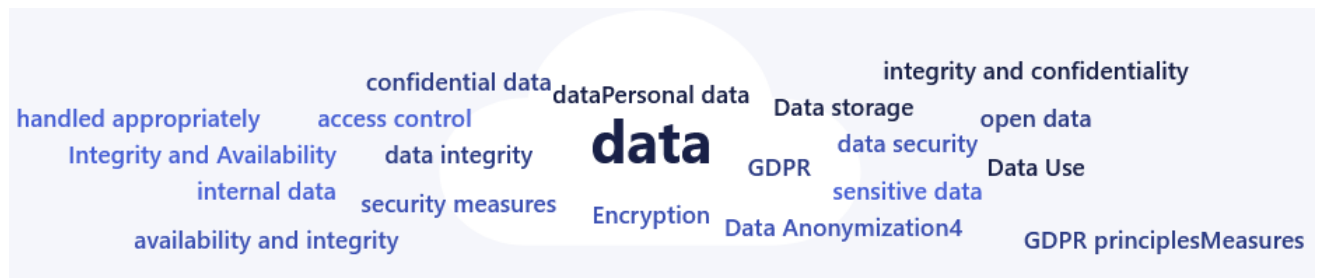 integrity and confidentiality
confidential data
dataPersonal data
Data storage
handled appropriately
access control
open data
data
data security
Integrity and Availability
data integrity
GDPR
Data Use
internal data
sensitive data
security measures
Encryption
Data Anonymization4
availability and integrity
GDPR principlesMeasures